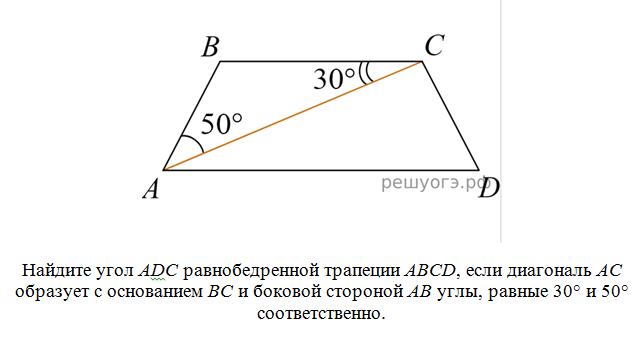 B
C
30°
50°
A
решуогэ.рф
D
Найдите угол ADC равнобедренной трапеции ABCD, если диагональ AC
образует с основанием BC и боковой стороной AB углы, равные 30° и 50°
соответственно.